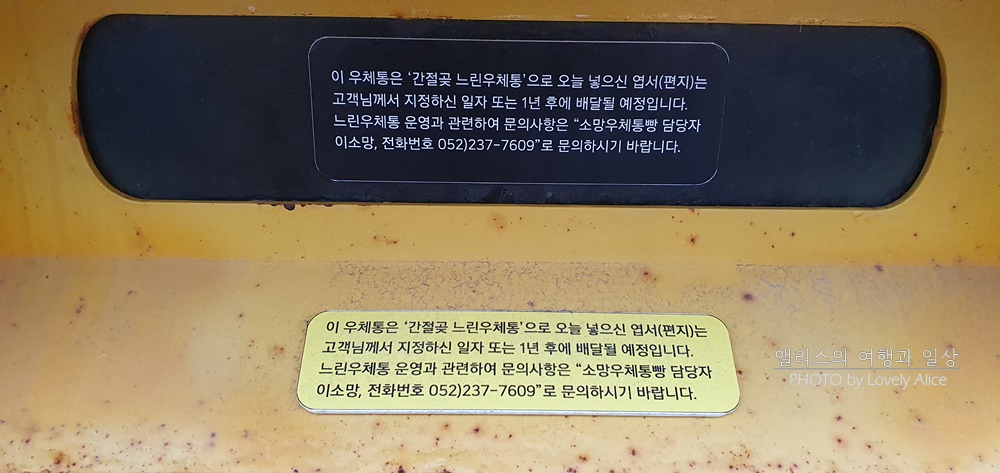 이 우체통은 '간절곶 느린우체통'으로 오늘 넣으신 엽서(편지)는
고객님께서 지정하신 일자 또는 1년 후에 배달될 예정입니다.
느린우체통 운영과 관련하여 문의사항은 "소망우체통빵 담당자
이소망, 전화번호 052)237-7609"로 문의하시기 바랍니다.
이 우체통은 '간절곶 느린우체통'으로 오늘 넣으신 엽서(편지)는
고객님께서 지정하신 일자 또는 1년 후에 배달될 예정입니다.
느린우체통 운영과 관련하여 문의사항은 "소망우체통빵 담당자
이소망, 전화번호 052)237-7609"로 문의하시기 바랍니다.
앨리스의 여행과 일상
PHOTO by Lovely Alice